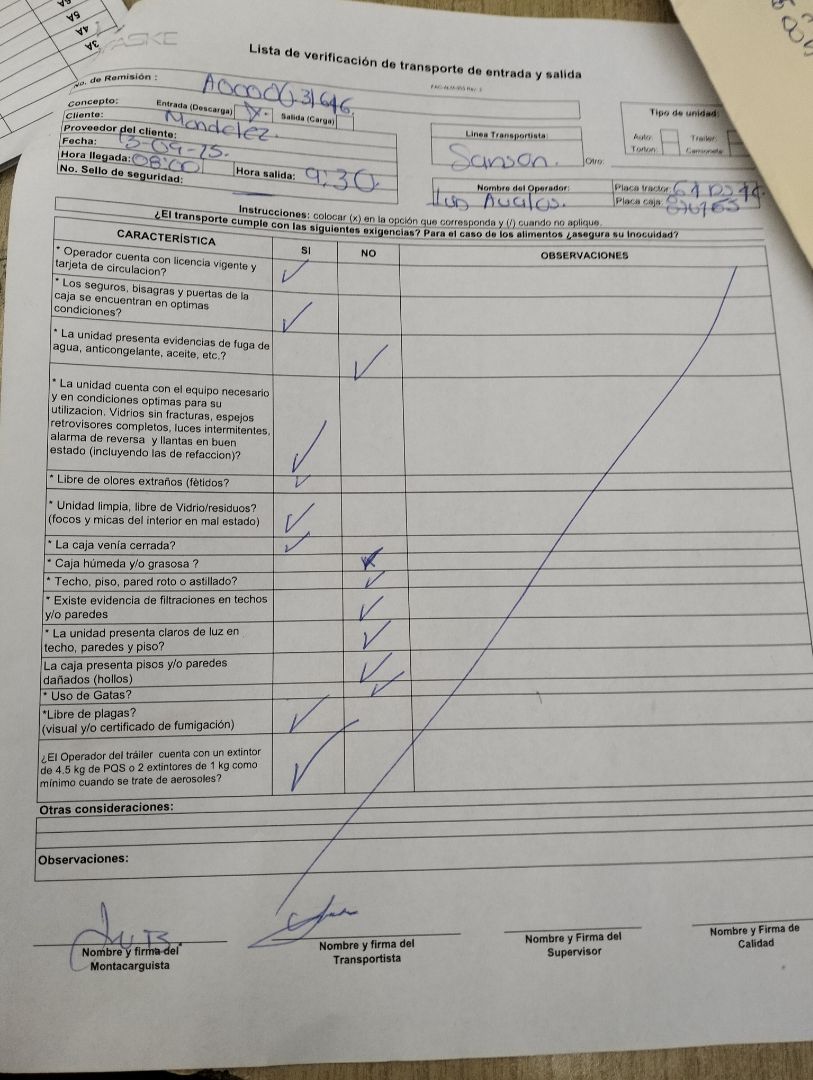 3A
4A
5A
6A
ASKE
Lista de verificación de transporte de entrada y salida
No. de Remisión : A000003/646
Concepto: Entrada (Descarga) X Salida (Carga)
Tipo de unidad:
Cliente: Mondelez
Proveedor del cliente:
Línea Transportista:
Auto: Trailer:
Torton: Camioneta
Fecha: 13-09-25.
Sanson. Otro:
Hora llegada: 08:00 Hora salida: 9:30
No. Sello de seguridad:
Nombre del Operador:
Placa tractor:
Luis Avalos.
Placa caja:
Instrucciones: colocar (x) en la opción que corresponda y (/) cuando no aplique.
¿El transporte cumple con las siguientes exigencias? Para el caso de los alimentos ¿asegura su Inocuidad?
CARACTERÍSTICA SI NO OBSERVACIONES
* Operador cuenta con licencia vigente y
tarjeta de circulacion?
* Los seguros, bisagras y puertas de la
caja se encuentran en optimas
condiciones?
* La unidad presenta evidencias de fuga de
agua, anticongelante, aceite, etc.?
* La unidad cuenta con el equipo necesario
y en condiciones optimas para su
utilizacion. Vidrios sin fracturas, espejos
retrovisores completos, luces intermitentes,
alarma de reversa y llantas en buen
estado (incluyendo las de refaccion)?
* Libre de olores extraños (fétidos?
* Unidad limpia, libre de Vidrio/residuos?
(focos y micas del interior en mal estado)
* La caja venía cerrada?
* Caja húmeda y/o grasosa ?
* Techo, piso, pared roto o astillado?
* Existe evidencia de filtraciones en techos
y/o paredes
* La unidad presenta claros de luz en
techo, paredes y piso?
La caja presenta pisos y/o paredes
dañados (hollos)
* Uso de Gatas?
*Libre de plagas?
(visual y/o certificado de fumigación)
¿El Operador del tráiler cuenta con un extintor
de 4.5 kg de PQS o 2 extintores de 1 kg como
mínimo cuando se trate de aerosoles?
Otras consideraciones:
Observaciones:
Nombre y firma del
Montacarguista
Nombre y firma del
Transportista
Nombre y Firma del
Supervisor
Nombre y Firma de
Calidad